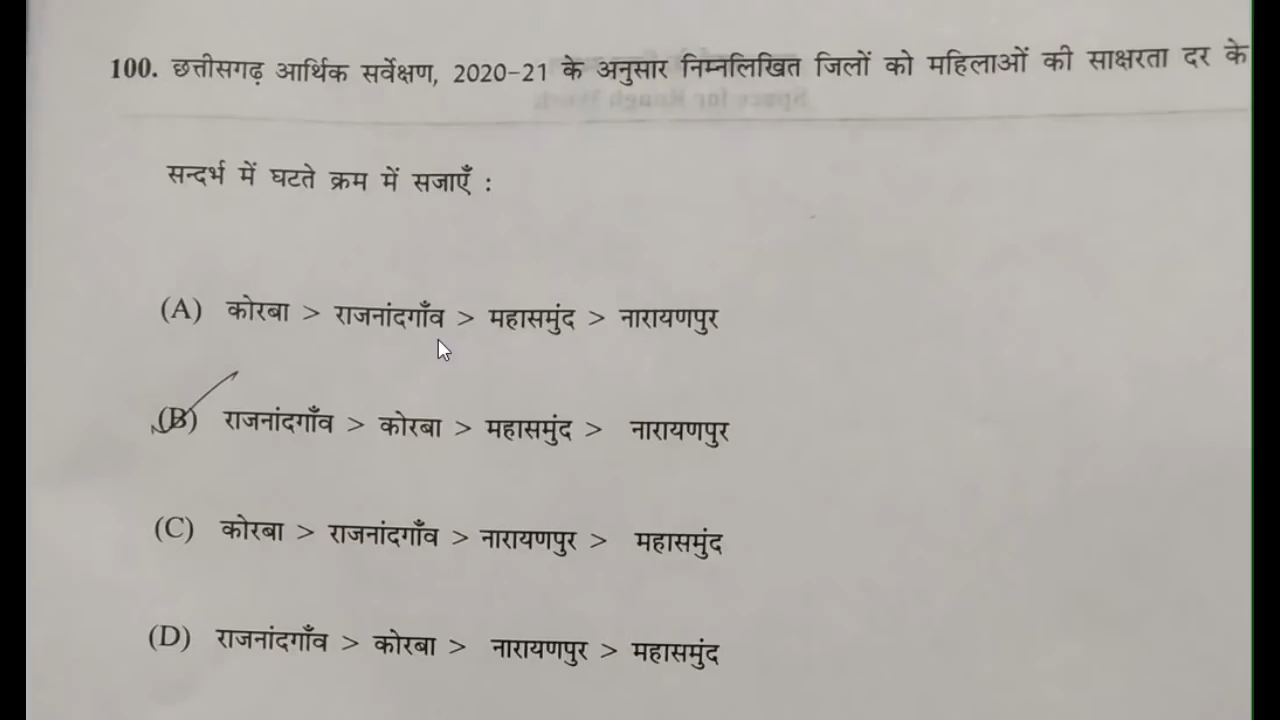 100. छत्तीसगढ़ आर्थिक सर्वेक्षण, 2020-21 के अनुसार निम्नलिखित जिलों को महिलाओं की साक्षरता दर के
सन्दर्भ में घटते क्रम में सजाएँ :
(A) कोरबा > राजनांदगाँव > महासमुंद > नारायणपुर
(B) राजनांदगाँव > कोरबा > महासमुंद > नारायणपुर
(C) कोरबा > राजनांदगाँव > नारायणपुर > महासमुंद
(D) राजनांदगाँव > कोरबा > नारायणपुर > महासमुंद